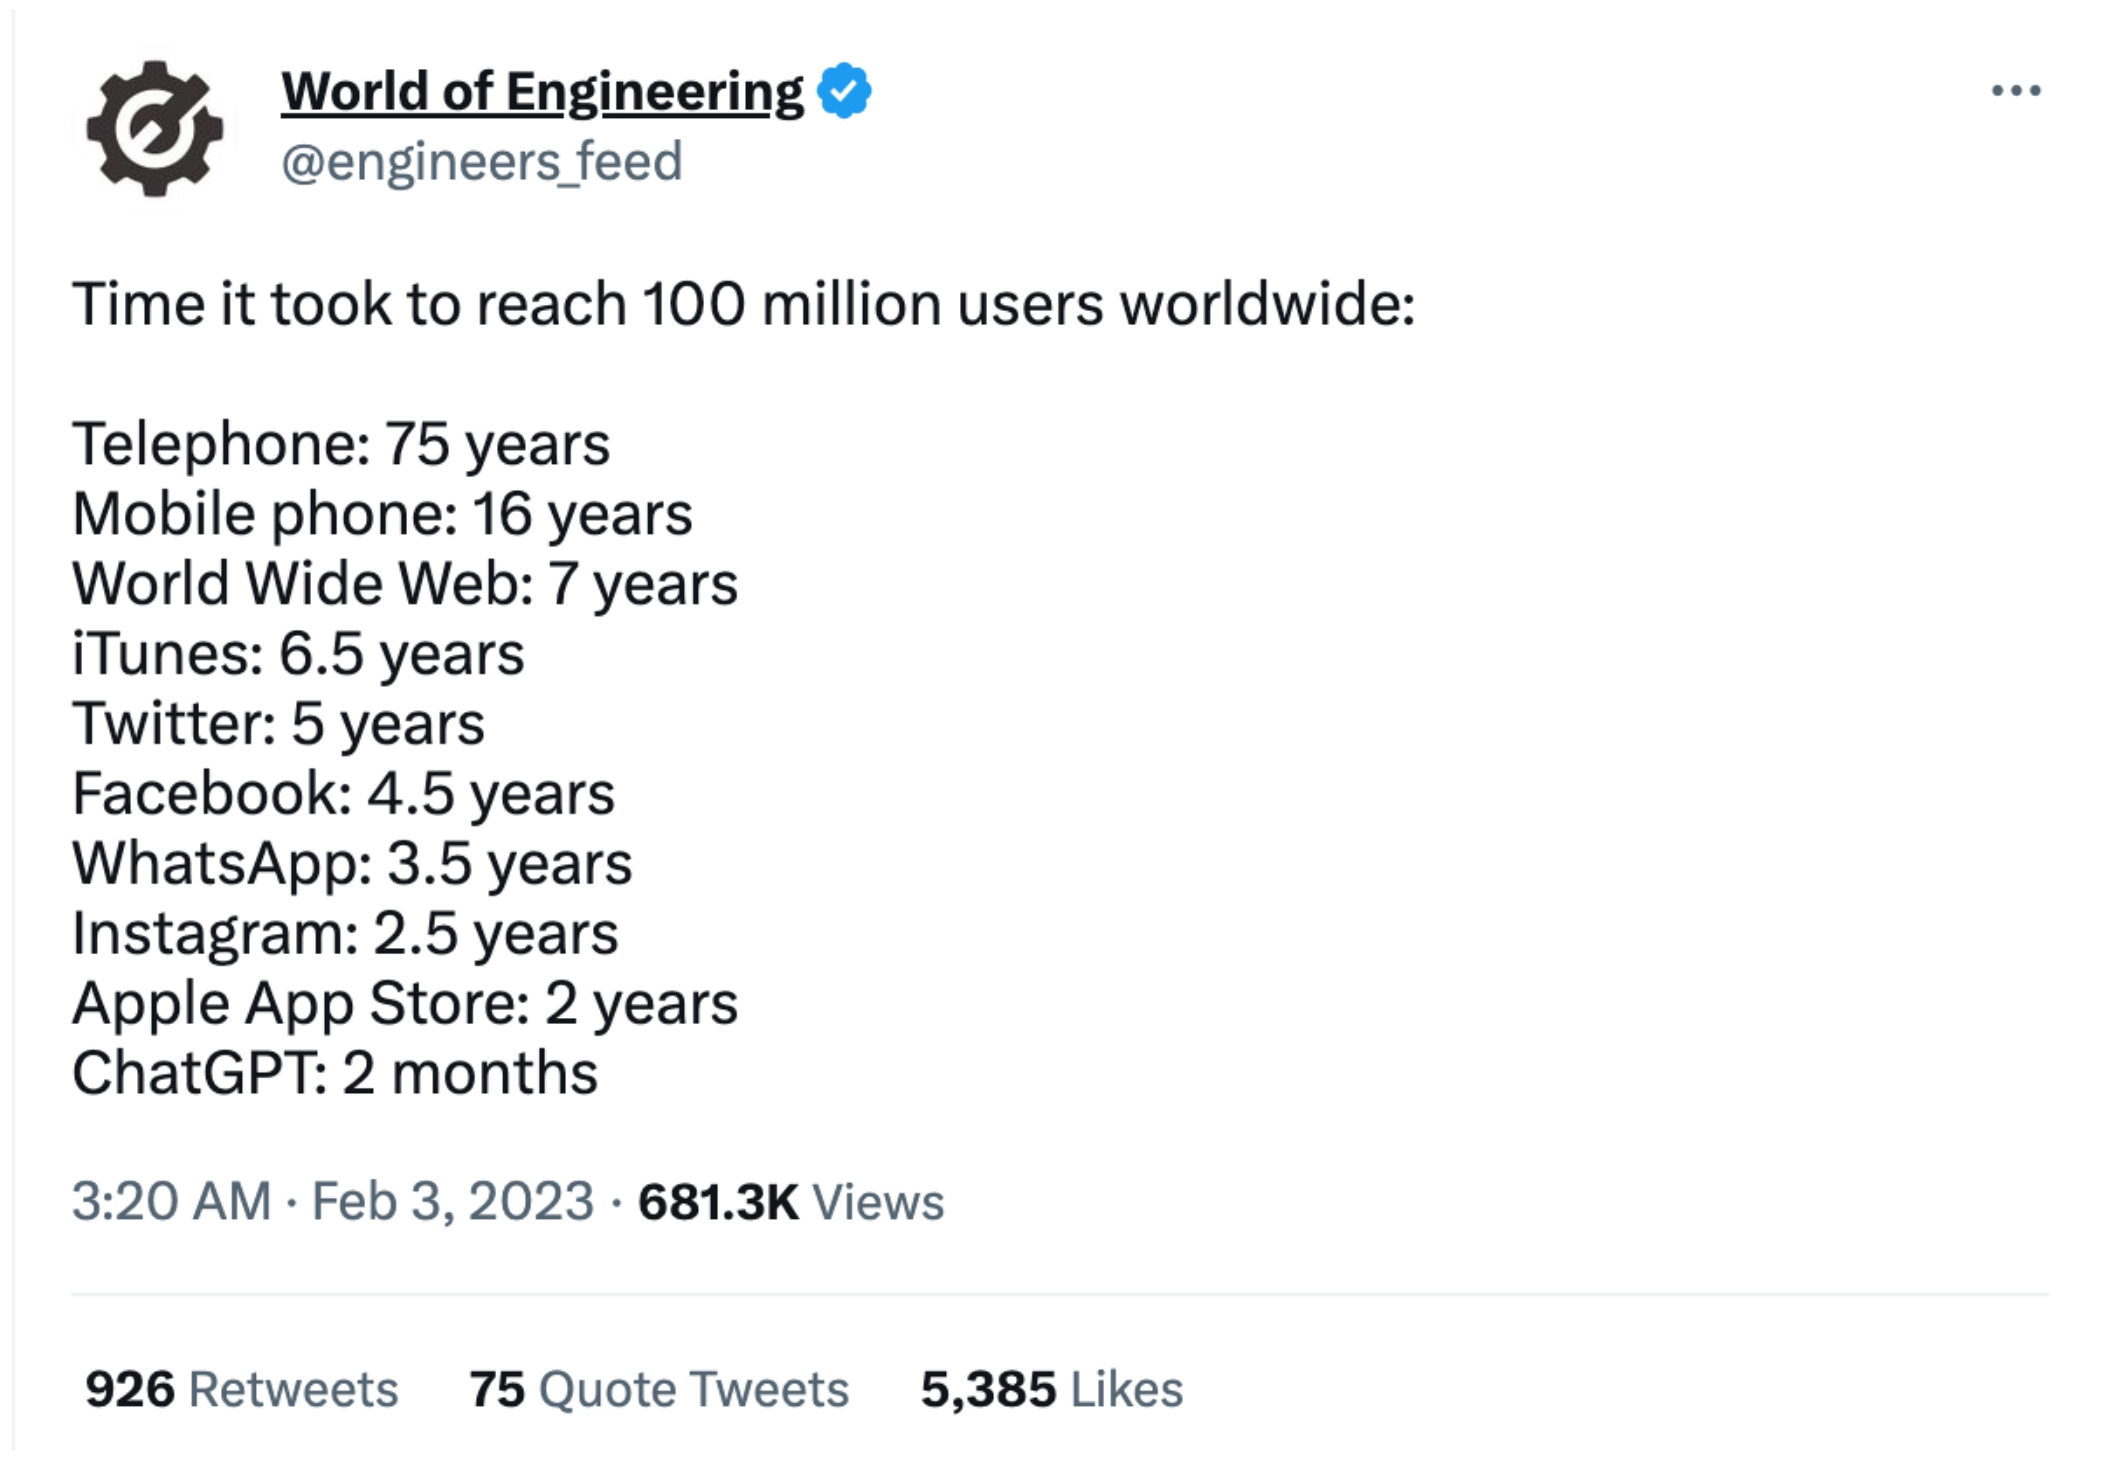 World of Engineering
@engineers_feed
Time it took to reach 100 million users worldwide:
Telephone: 75 years
Mobile phone: 16 years
World Wide Web: 7 years
iTunes: 6.5 years
Twitter: 5 years
Facebook: 4.5 years
WhatsApp: 3.5 years
Instagram: 2.5 years
Apple App Store: 2 years
ChatGPT: 2 months
3:20 AM · Feb 3, 2023 · 681.3K Views
926 Retweets 75 Quote Tweets 5,385 Likes